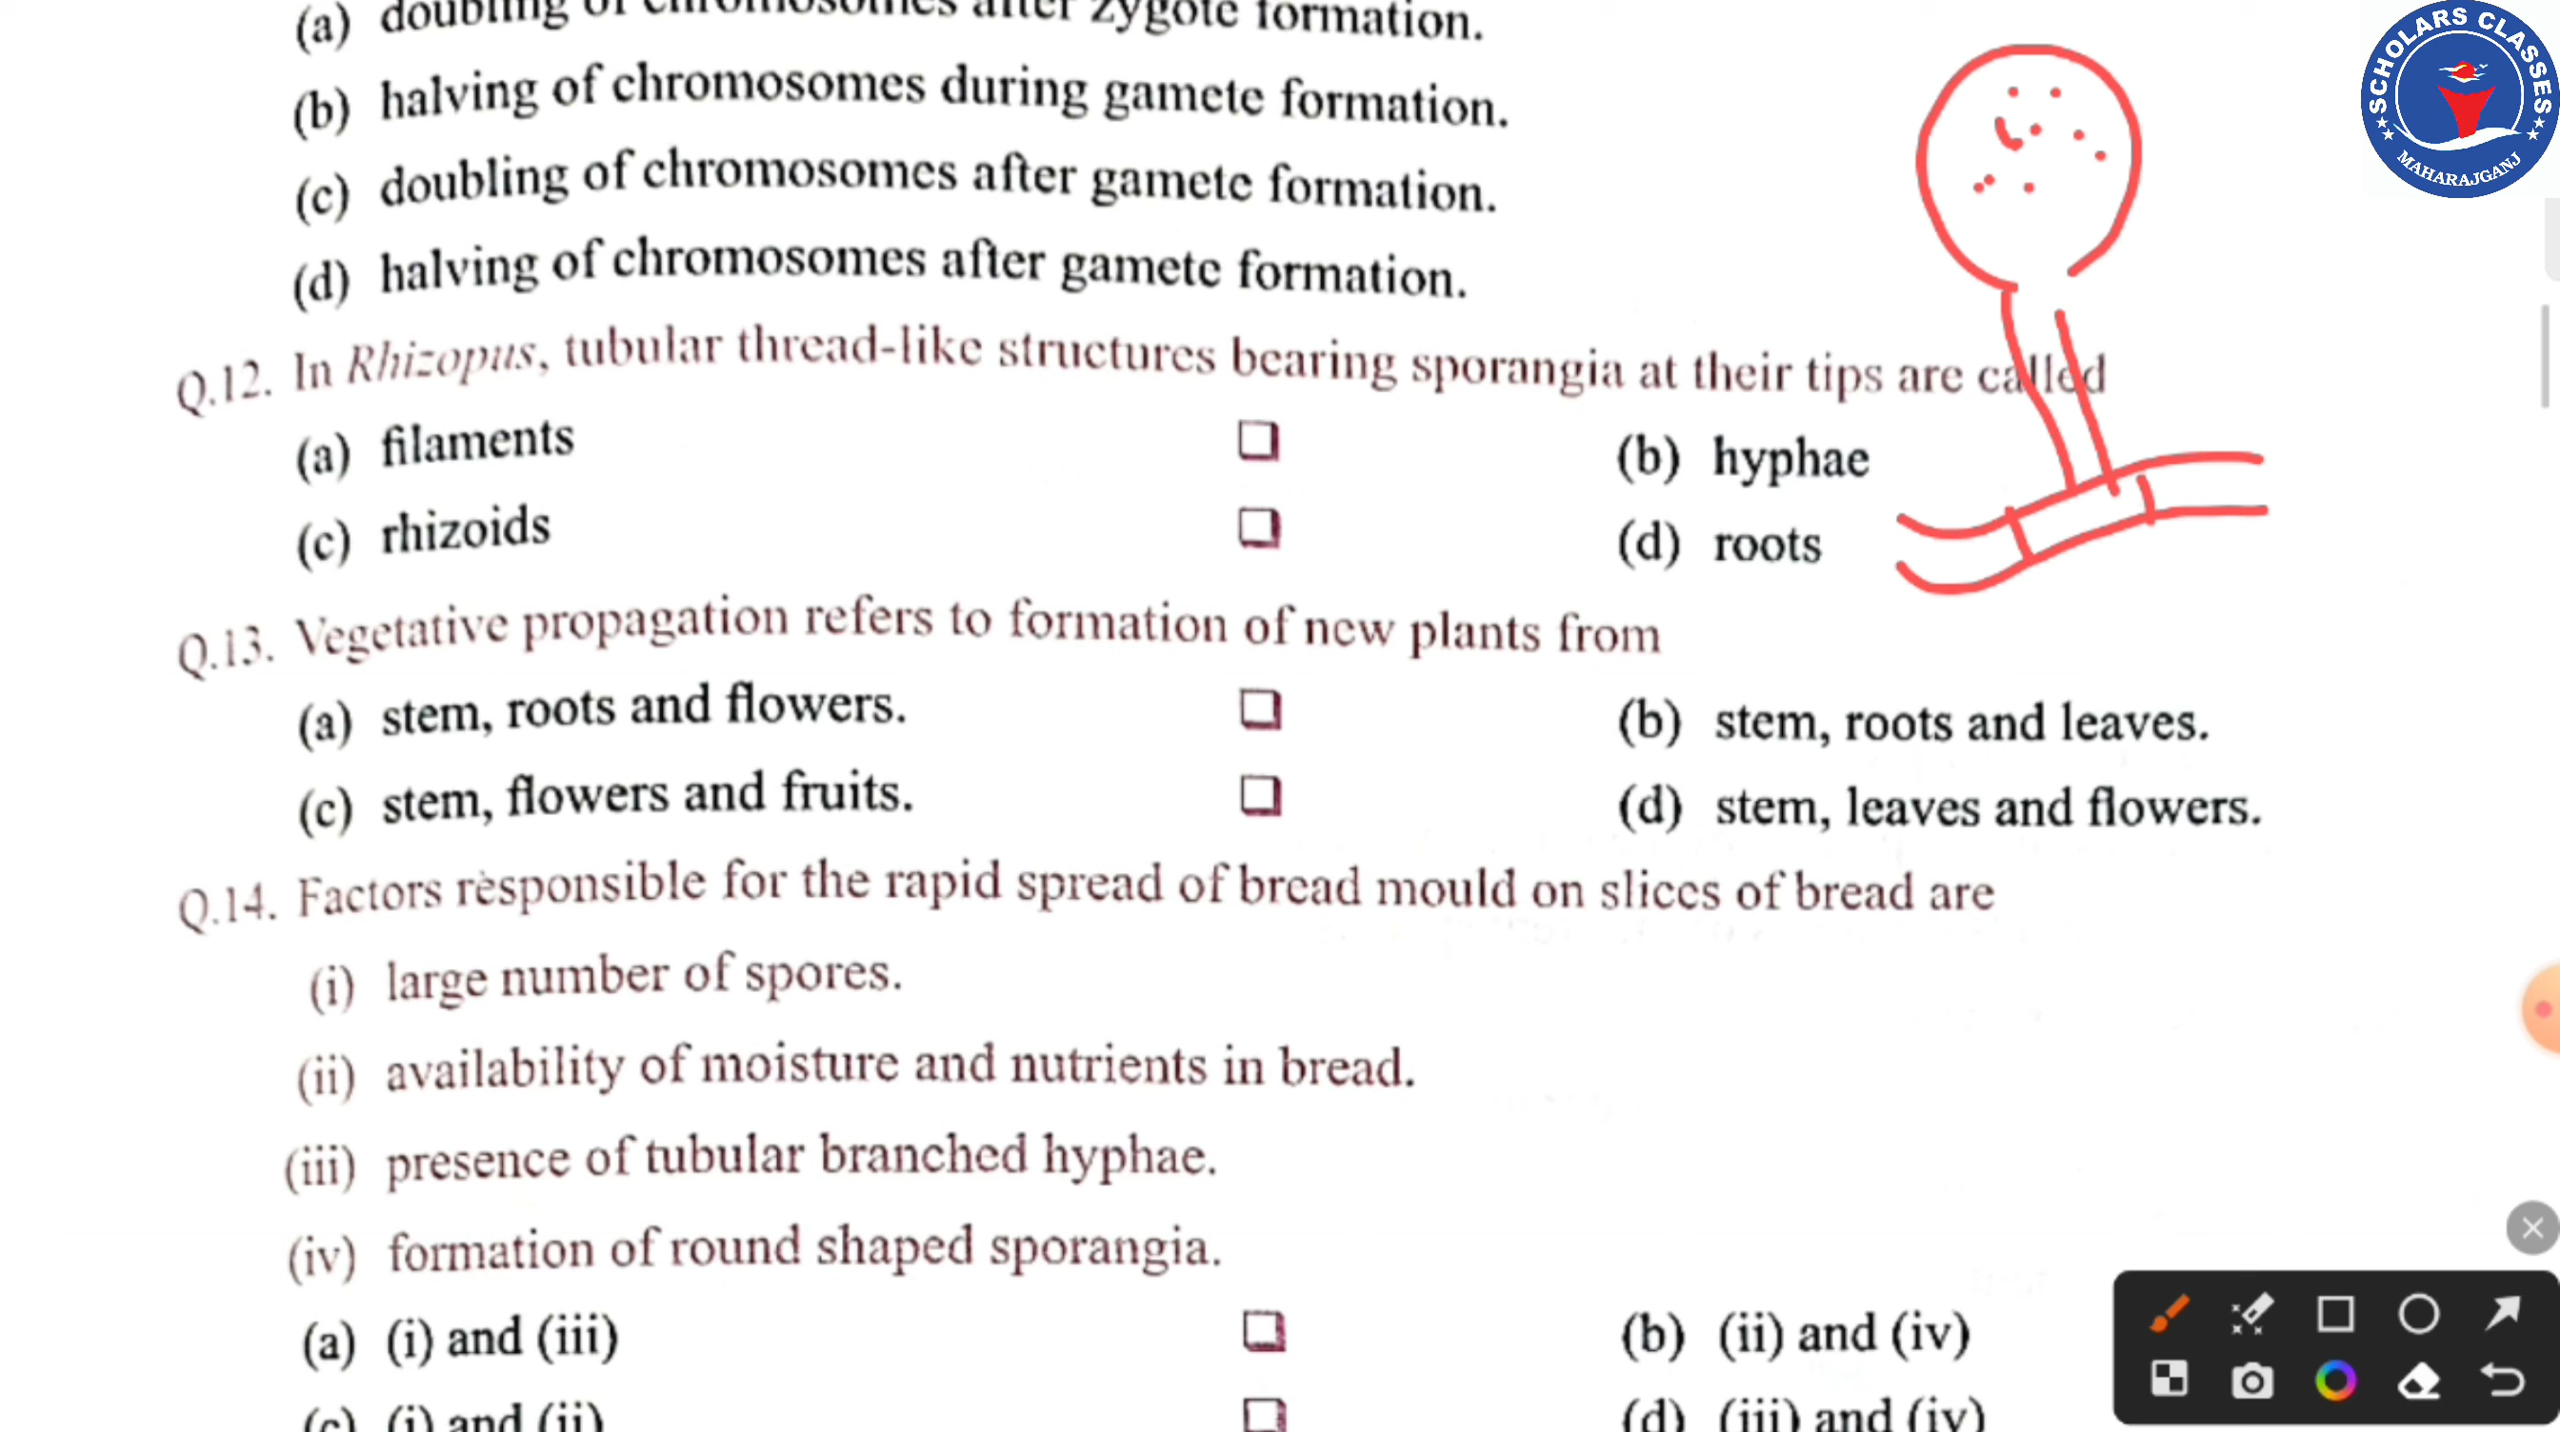 (a) doubling of chromosomes after zygote formation.
(b) halving of chromosomes during gamete formation.
(c) doubling of chromosomes after gamete formation.
(d) halving of chromosomes after gamete formation.
Q.12. In Rhizopus, tubular thread-like structures bearing sporangia at their tips are called
(a) filaments (b) hyphae
(c) rhizoids (d) roots
Q.13. Vegetative propagation refers to formation of new plants from
(a) stem, roots and flowers. (b) stem, roots and leaves.
(c) stem, flowers and fruits. (d) stem, leaves and flowers.
Q.14. Factors responsible for the rapid spread of bread mould on slices of bread are
(i) large number of spores.
(ii) availability of moisture and nutrients in bread.
(iii) presence of tubular branched hyphae.
(iv) formation of round shaped sporangia.
(a) (i) and (iii) (b) (ii) and (iv)
(c) (i) and (ii) (d) (iii) and (iv)
SCHOLARS CLASSES
MAHARAJGANJ